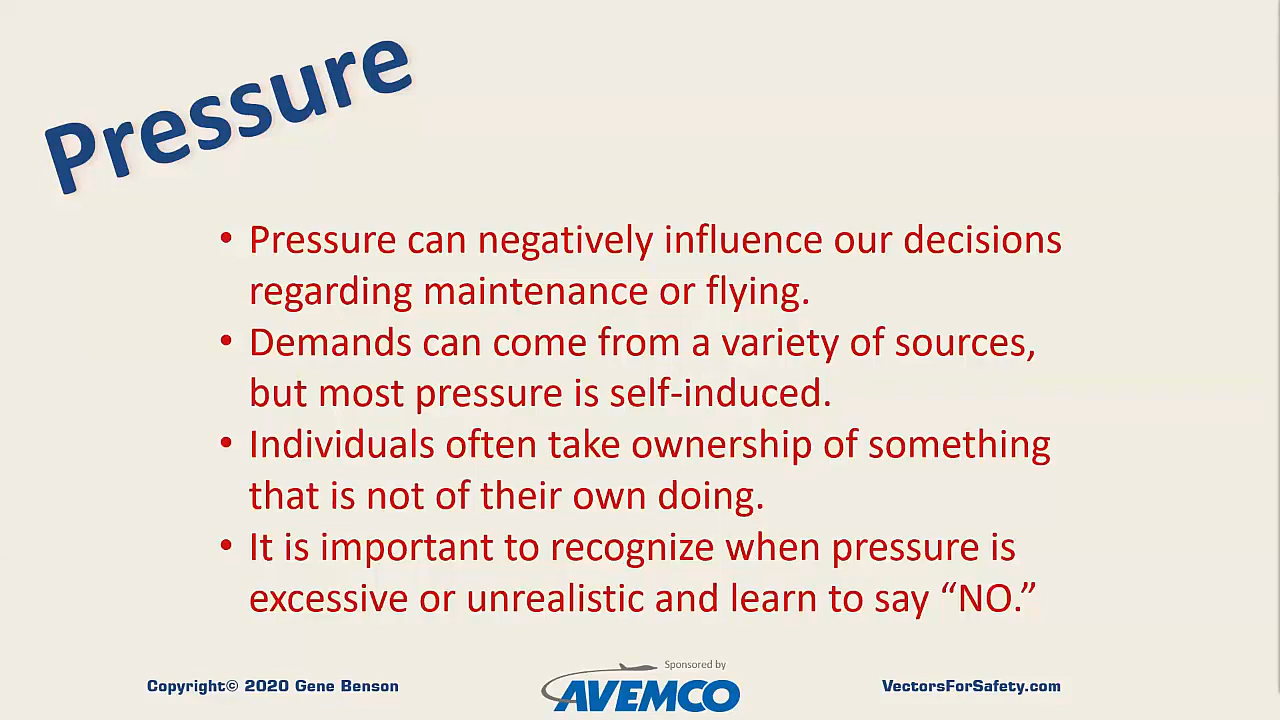 Pressure
• Pressure can negatively influence our decisions
regarding maintenance or flying.
• Demands can come from a variety of sources,
but most pressure is self-induced.
• Individuals often take ownership of something
that is not of their own doing.
• It is important to recognize when pressure is
excessive or unrealistic and learn to say “NO.”
Sponsored by
Copyright© 2020 Gene Benson
AVEMCO
VectorsForSafety.com